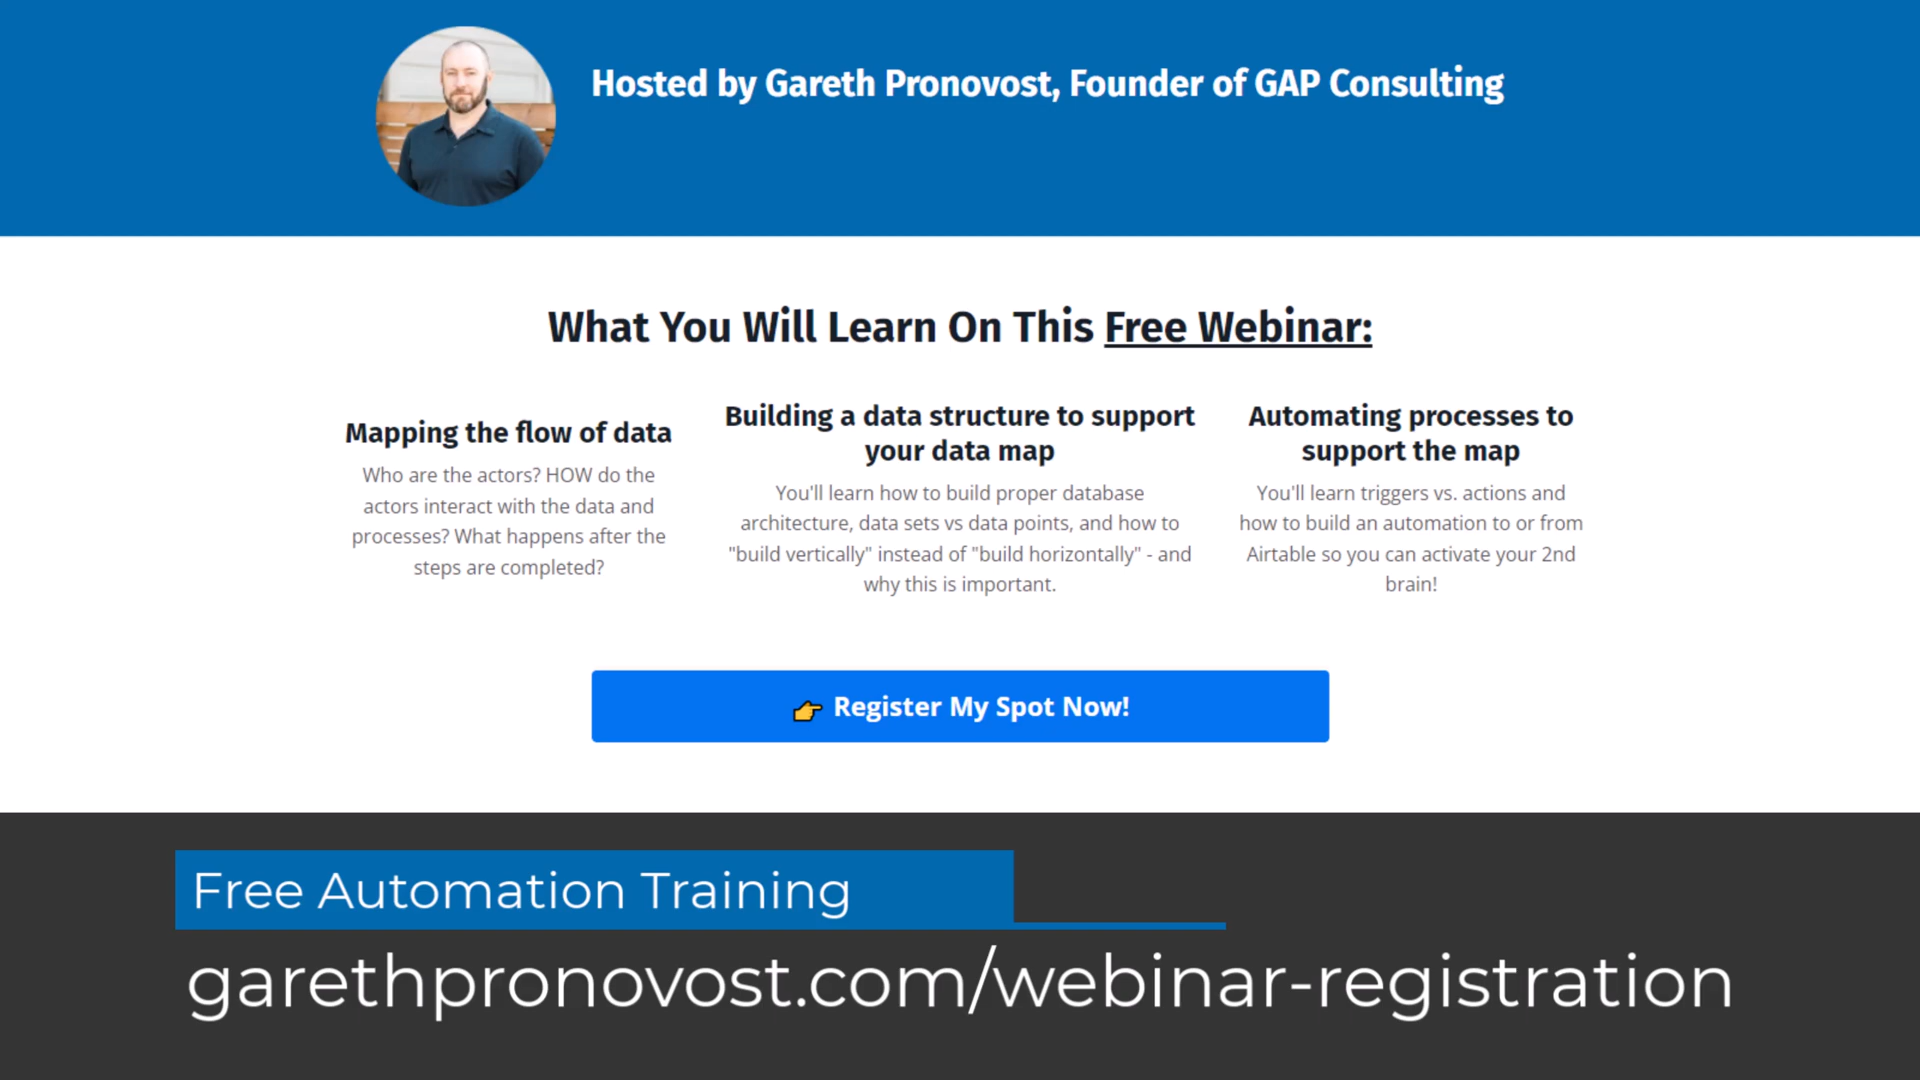 Hosted by Gareth Pronovost, Founder of GAP Consulting
What You Will Learn On This Free Webinar:
Mapping the flow of data
Who are the actors? HOW do the
actors interact with the data and
processes? What happens after the
steps are completed?
Building a data structure to support
your data map
You'll learn how to build proper database
architecture, data sets vs data points, and how to
"build vertically" instead of "build horizontally" - and
why this is important.
Automating processes to
support the map
You'll learn triggers vs. actions and
how to build an automation to or from
Airtable so you can activate your 2nd
brain!
👉 Register My Spot Now!
Free Automation Training
garethpronovost.com/webinar-registration